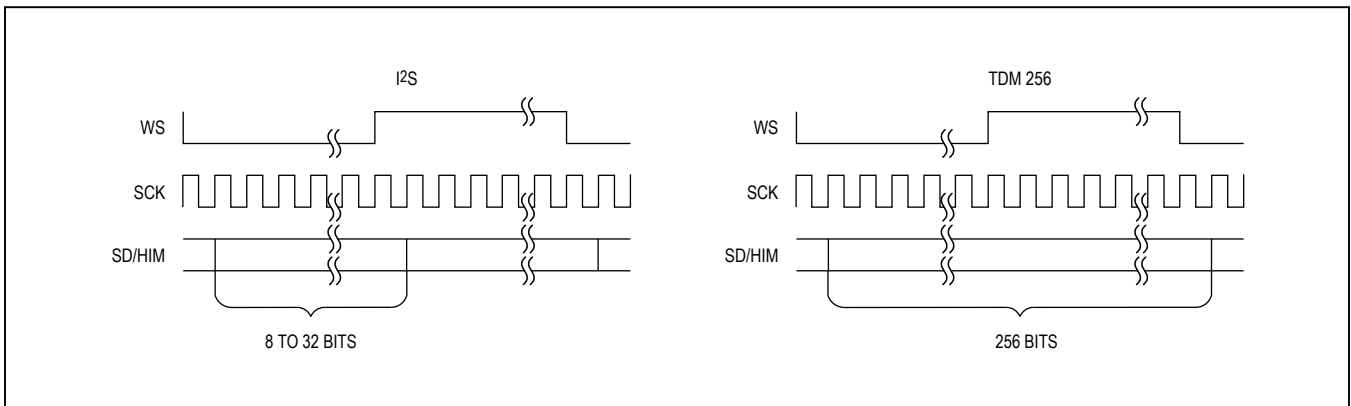 I²S
WS
SCK
SD/HIM
8 TO 32 BITS
TDM 256
WS
SCK
SD/HIM
256 BITS